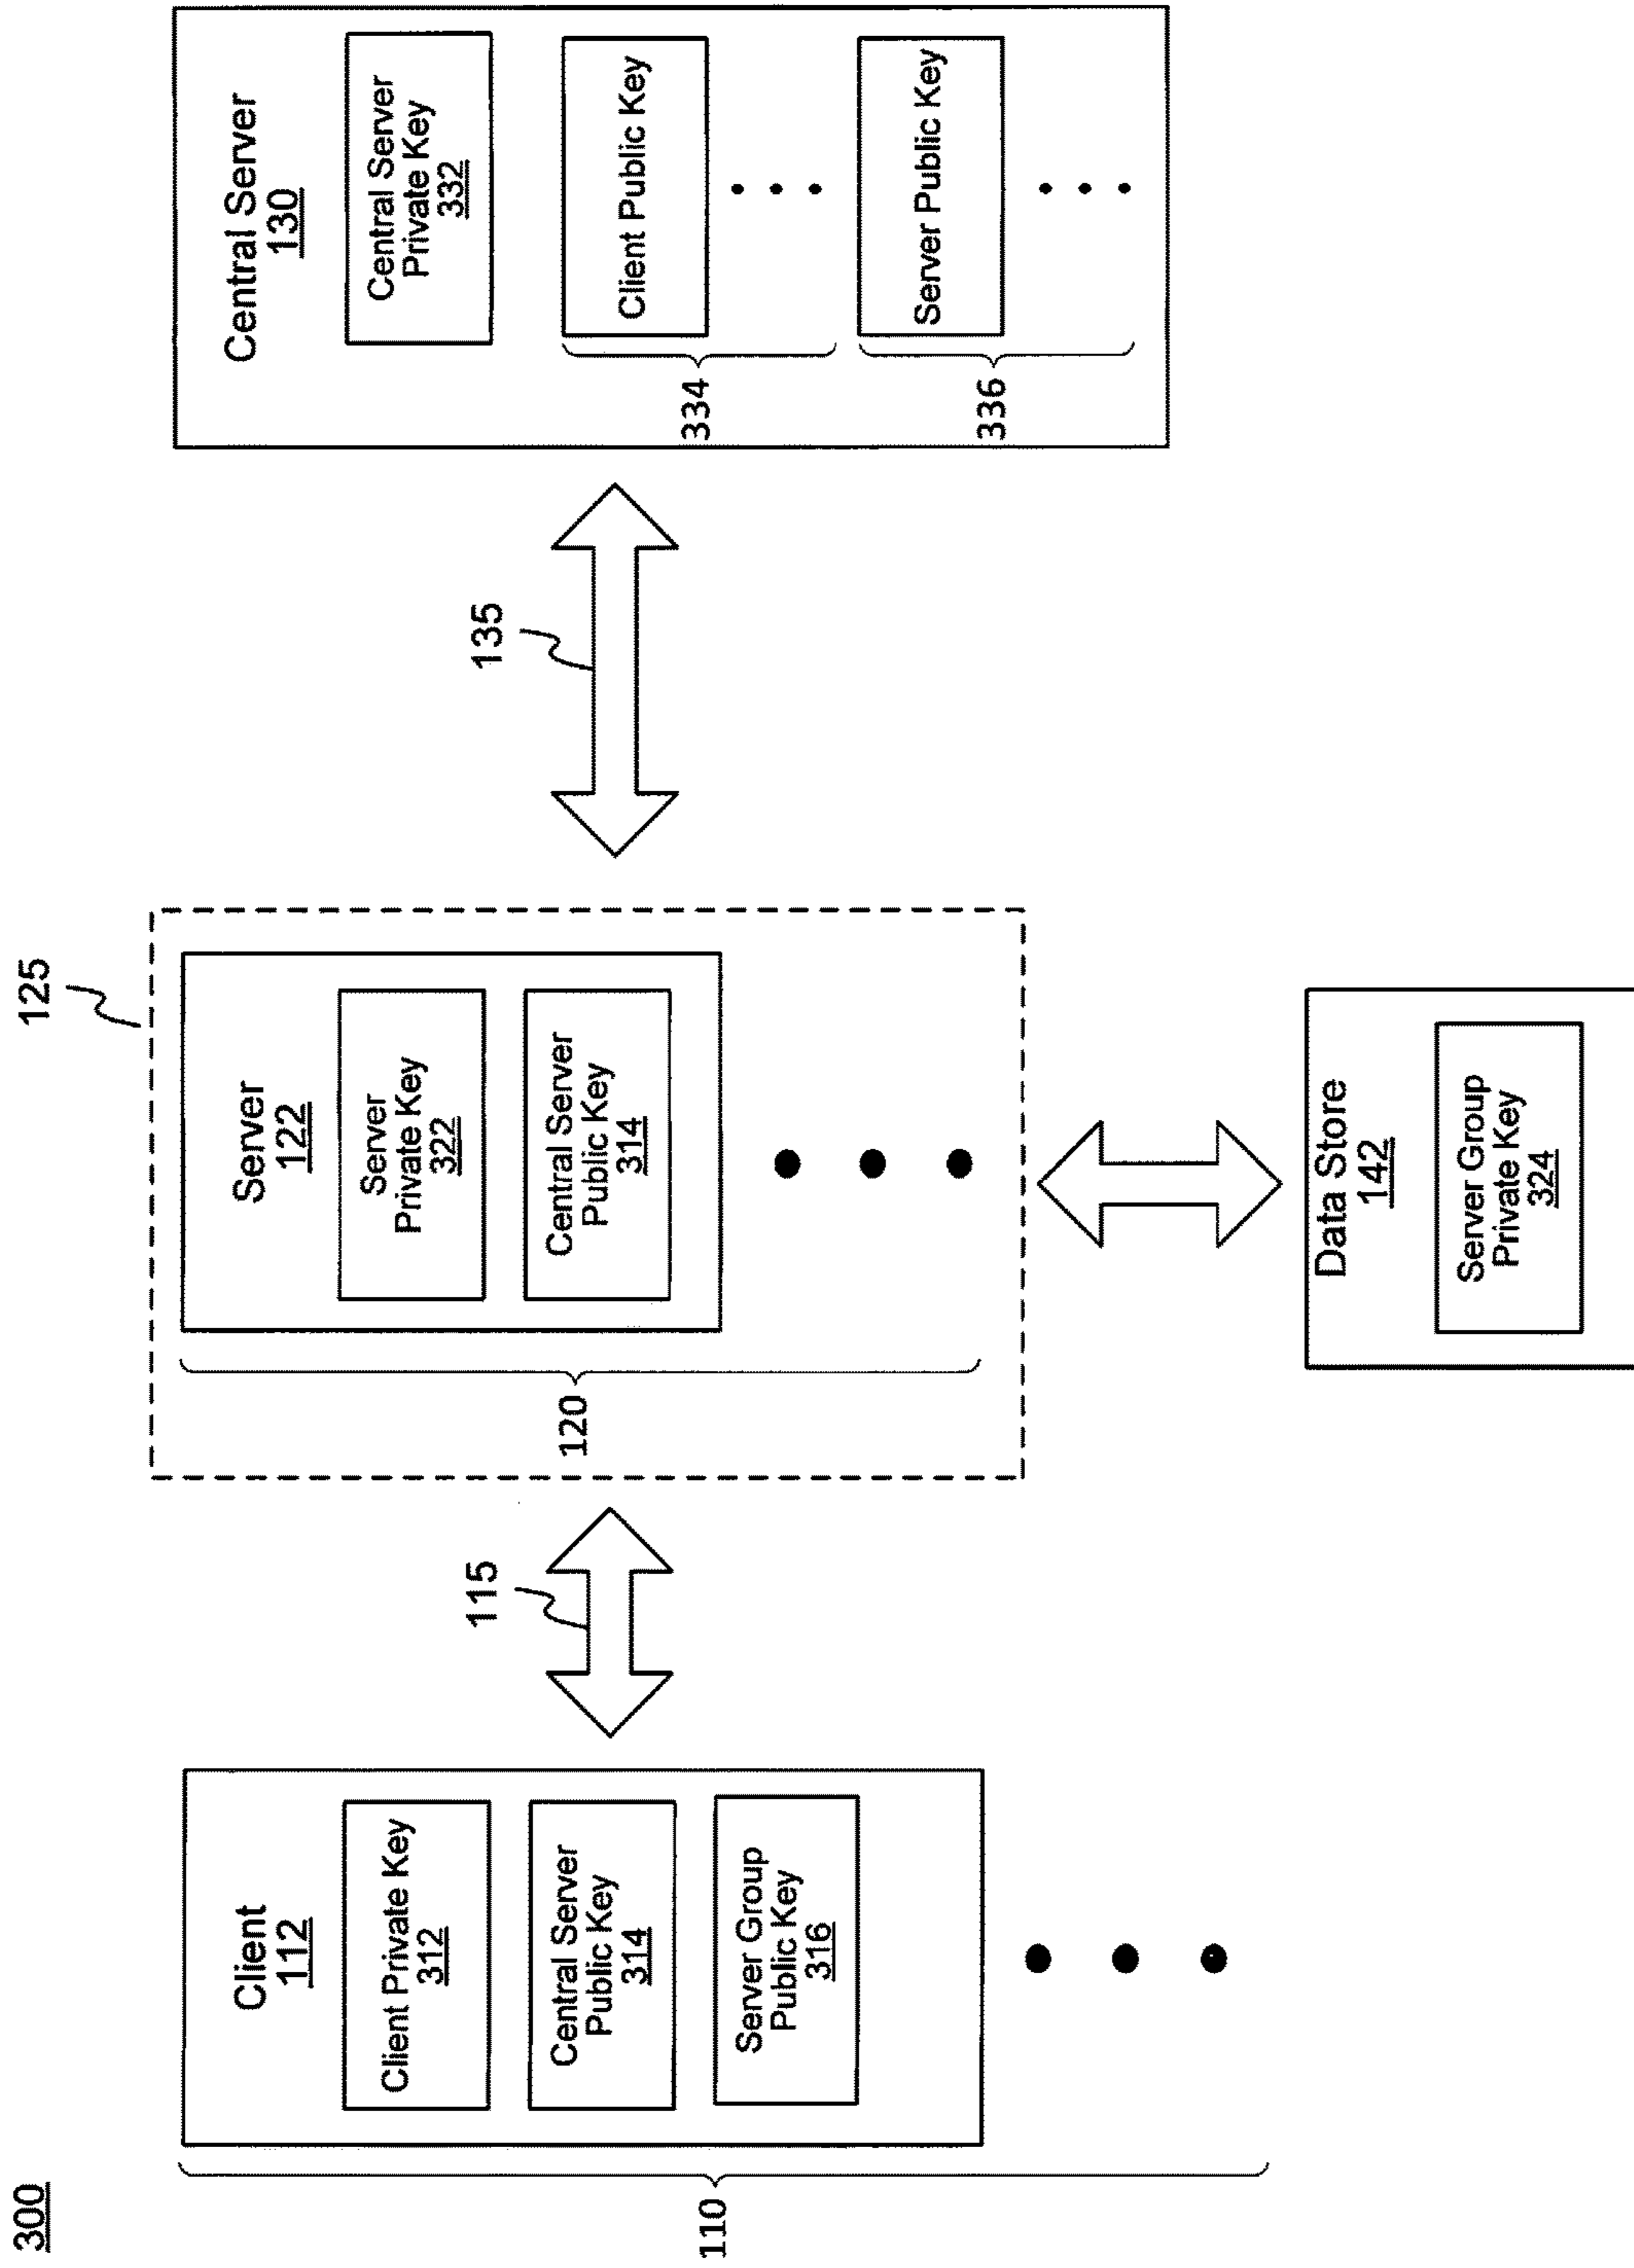 300
110
Client
112
Client Private Key
312
Central Server
Public Key
314
Server Group
Public Key
316
115
125
120
Server
122
Server
Private Key
322
Central Server
Public Key
314
Data Store
142
Server Group
Private Key
324
135
Central Server
130
Central Server
Private Key
332
334
Client Public Key
336
Server Public Key